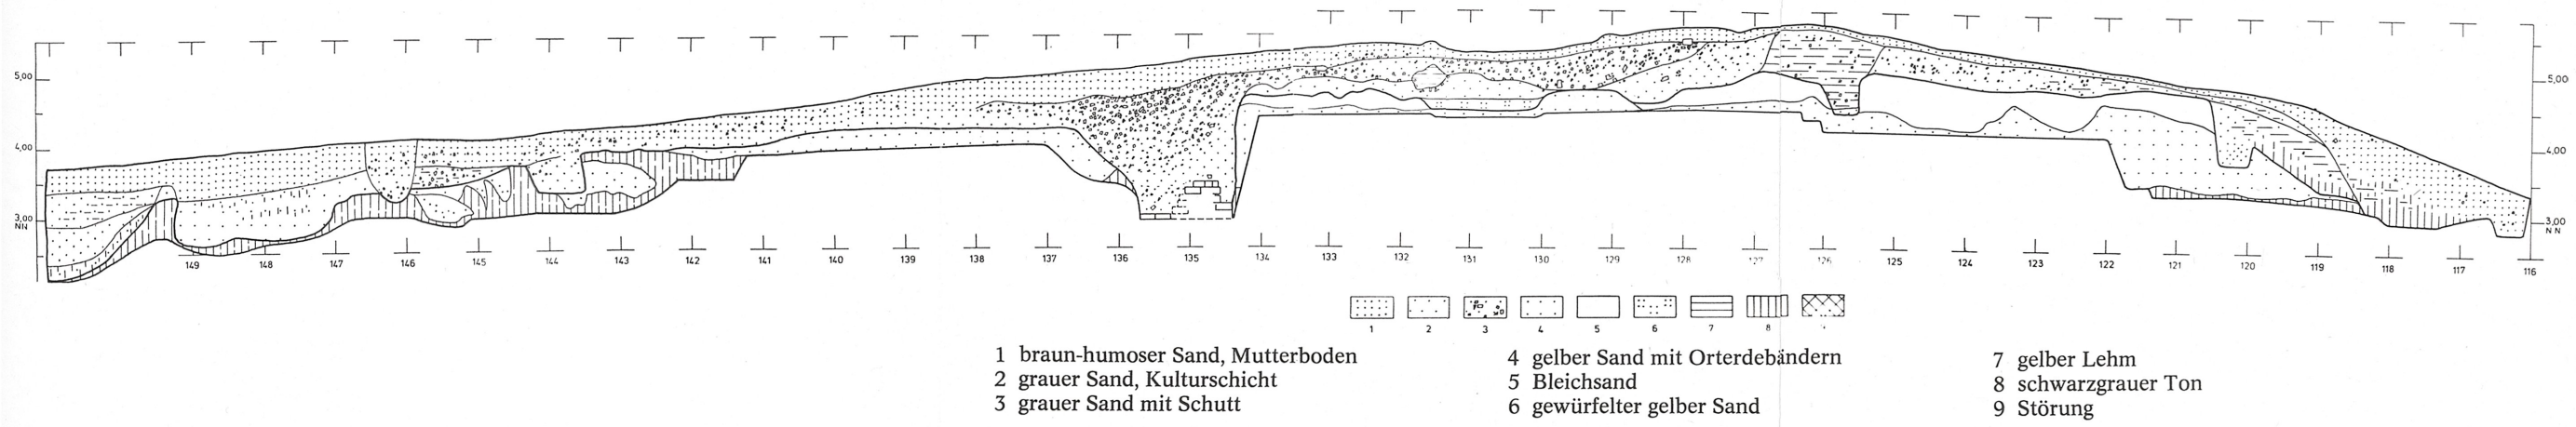 5,00
5,00
4,00
4,00
3,00
NN
3,00
NN
149 148 147 146 145 144 143 142 141 140 139 138 137 136 135 134 133 132 131 130 129 128 127 126 125 124 123 122 121 120 119 118 117 116
1 2 3 4 5 6 7 8
1 braun-humoser Sand, Mutterboden
2 grauer Sand, Kulturschicht
3 grauer Sand mit Schutt
4 gelber Sand mit Orterdebändern
5 Bleichsand
6 gewürfelter gelber Sand
7 gelber Lehm
8 schwarzgrauer Ton
9 Störung